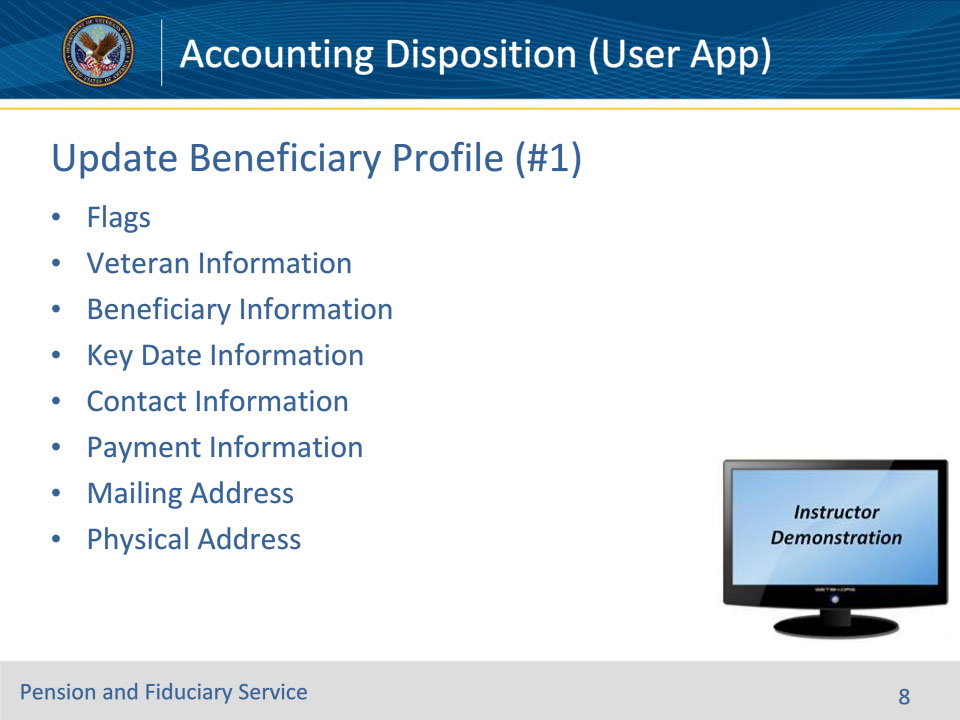 Accounting Disposition (User App)
Update Beneficiary Profile (#1)
• Flags
• Veteran Information
• Beneficiary Information
• Key Date Information
• Contact Information
• Payment Information
• Mailing Address
• Physical Address
Instructor
Demonstration
Pension and Fiduciary Service
8